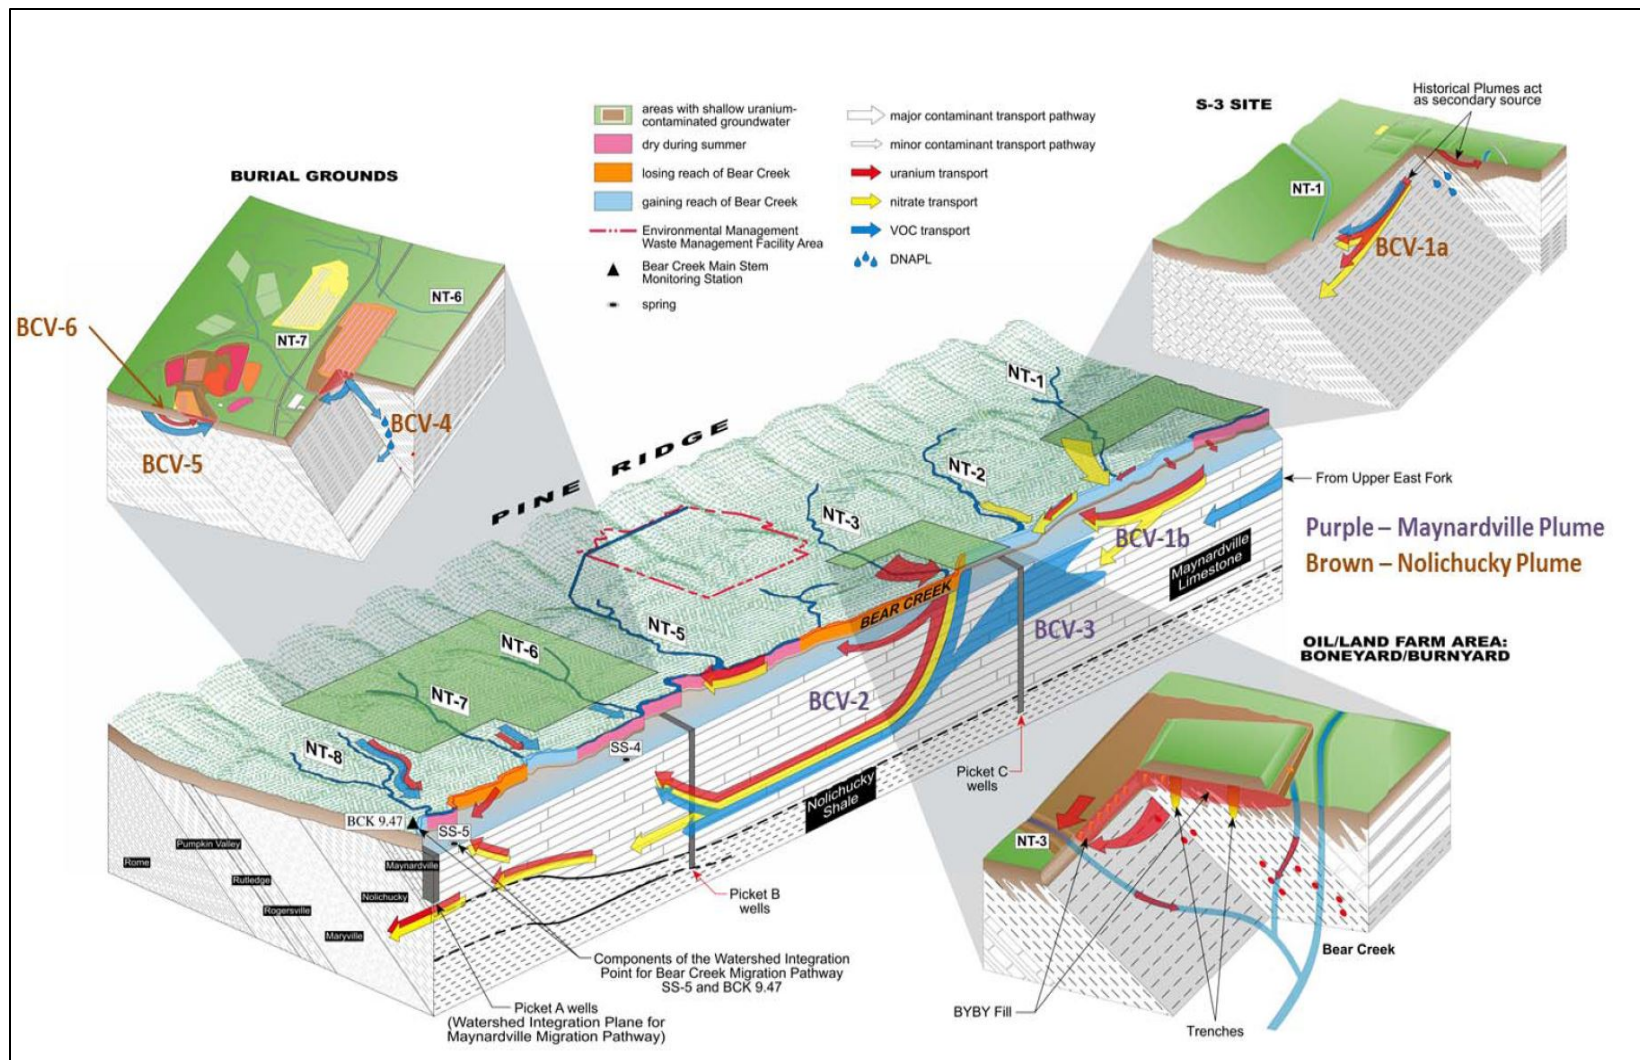 BURIAL GROUNDS
NT-6
NT-7
BCV-6
BCV-4
BCV-5
areas with shallow uranium-
contaminated groundwater
dry during summer
losing reach of Bear Creek
gaining reach of Bear Creek
Environmental Management
Waste Management Facility Area
Bear Creek Main Stem
Monitoring Station
spring
major contaminant transport pathway
minor contaminant transport pathway
uranium transport
nitrate transport
VOC transport
DNAPL
S-3 SITE
Historical Plumes act
as secondary source
NT-1
BCV-1a
PINE RIDGE
NT-1
NT-2
NT-3
NT-5
NT-6
NT-7
NT-8
BEAR CREEK
From Upper East Fork
BCV-1b
Maynardville
Limestone
BCV-3
BCV-2
Nolichucky
Shale
Purple – Maynardville Plume
Brown – Nolichucky Plume
SS-4
BCK 9.47
SS-5
Rome
Pumpkin Valley
Rutledge
Rogersville
Maryville
Nolichucky
Maynardville
Picket C
wells
Picket B
wells
Components of the Watershed Integration
Point for Bear Creek Migration Pathway
SS-5 and BCK 9.47
Picket A wells
(Watershed Integration Plane for
Maynardville Migration Pathway)
OIL/LAND FARM AREA:
BONEYARD/BURNYARD
NT-3
Bear Creek
BYBY Fill
Trenches